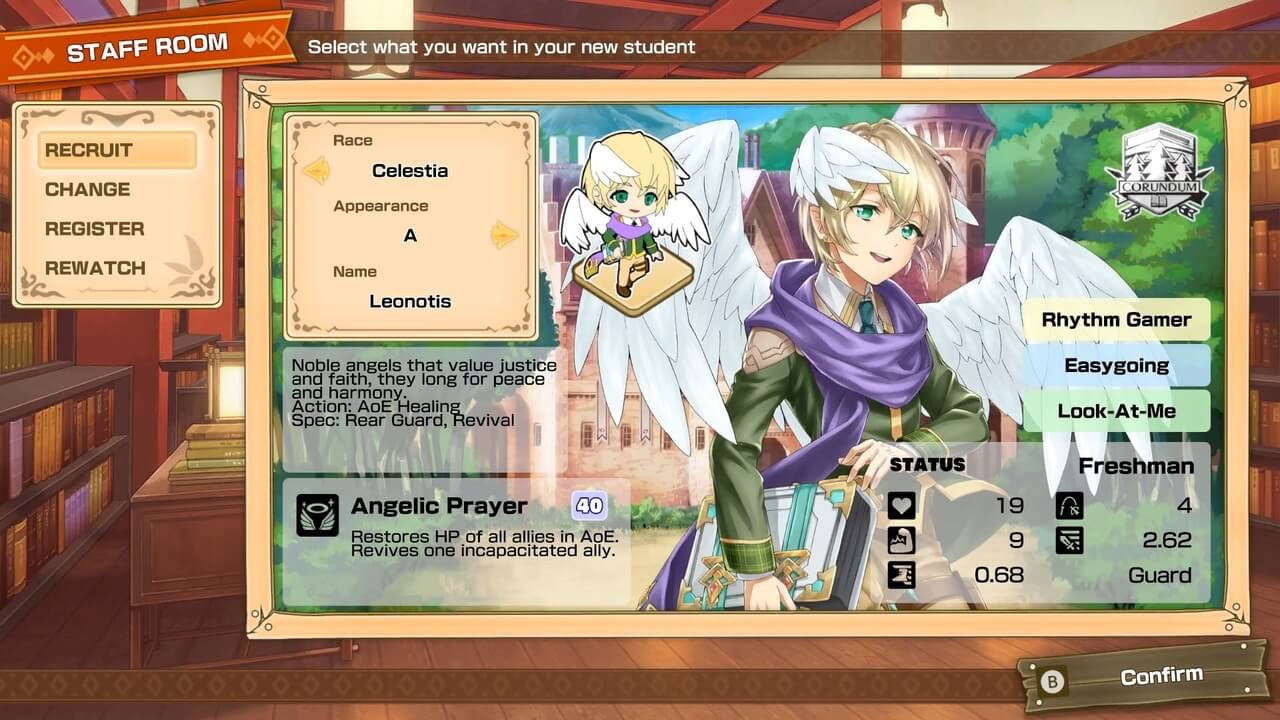 STAFF ROOM
Select what you want in your new student
RECRUIT
CHANGE
REGISTER
REWATCH
Race
Celestia
Appearance
A
Name
Leonotis
Noble angels that value justice
and faith, they long for peace
and harmony.
Action: AoE Healing
Spec: Rear Guard, Revival
Angelic Prayer 40
Restores HP of all allies in AoE.
Revives one incapacitated ally.
CORUNDUM
Rhythm Gamer
Easygoing
Look-At-Me
STATUS Freshman
19 4
9 2.62
0.68 Guard
B Confirm